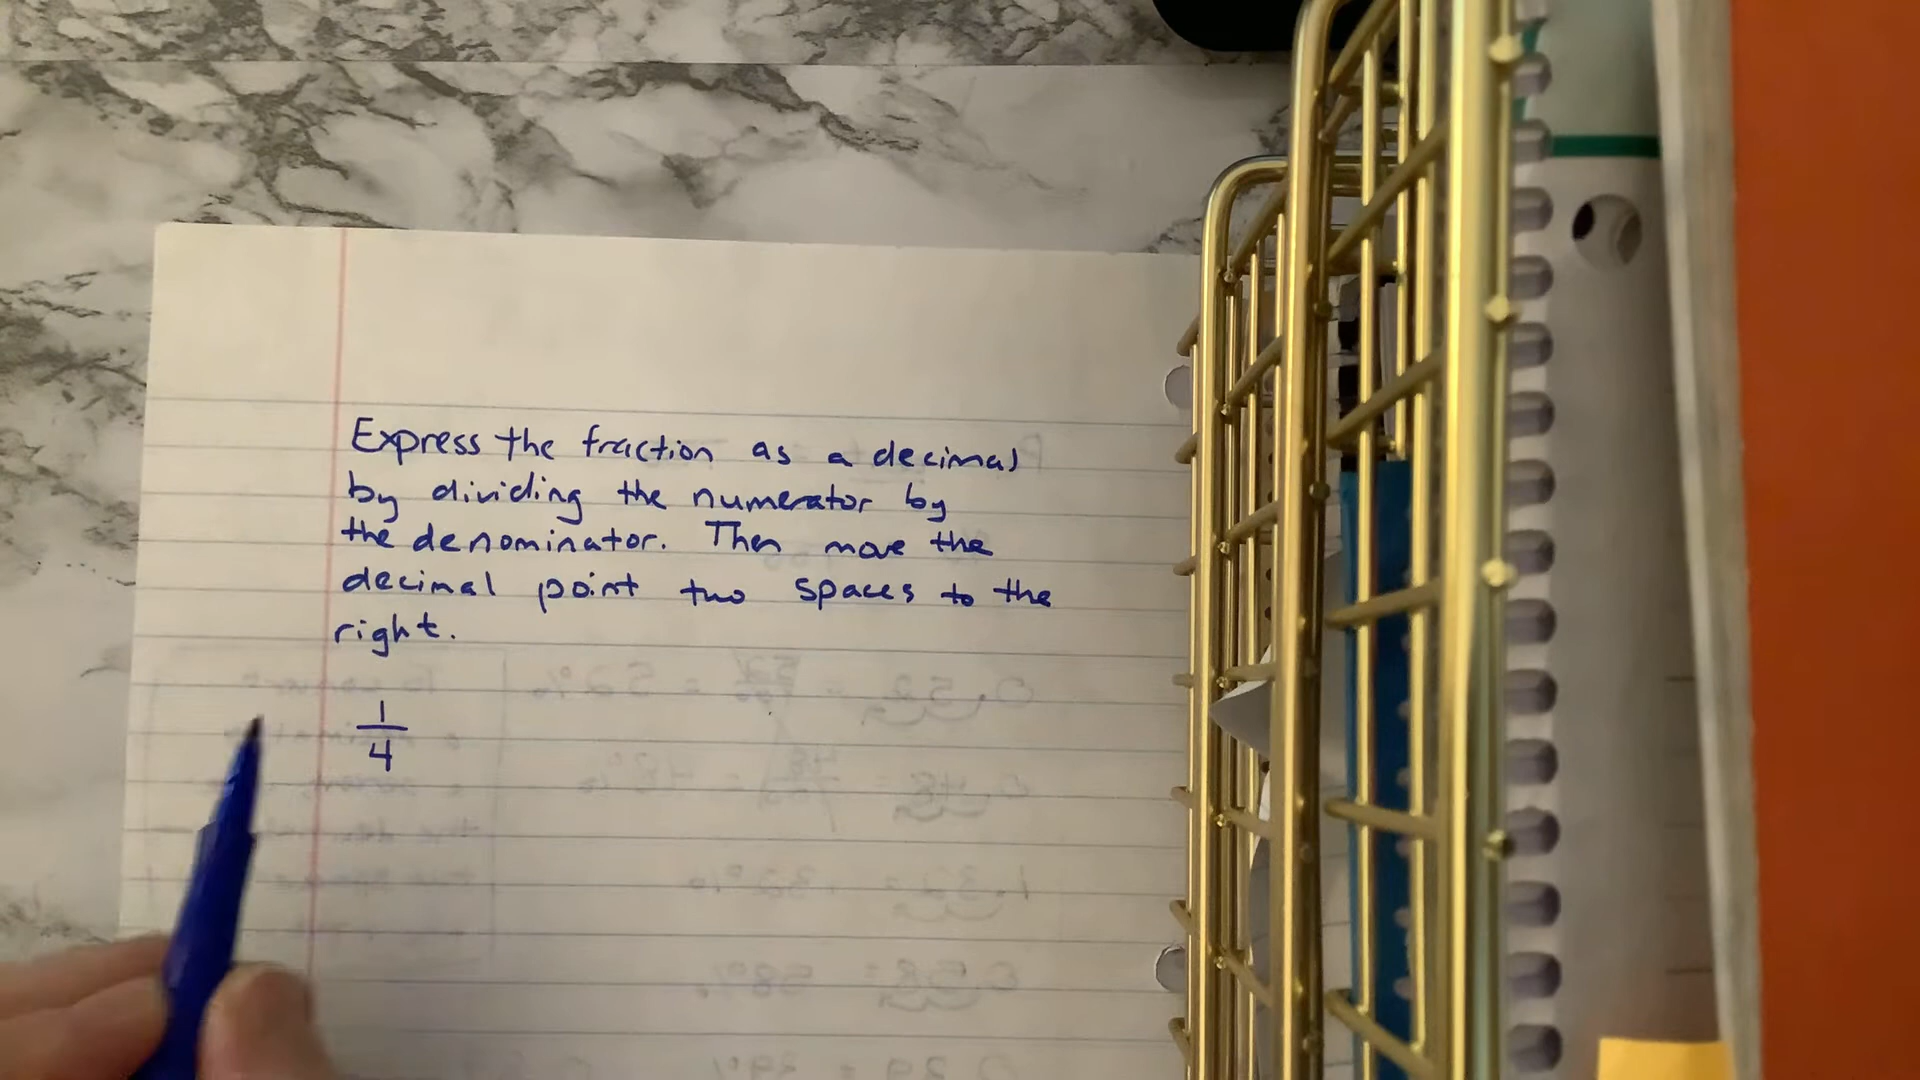 Express the fraction as a decimal
by dividing the numerator by
the denominator. Then move the
decimal point two spaces to the
right.
1
4